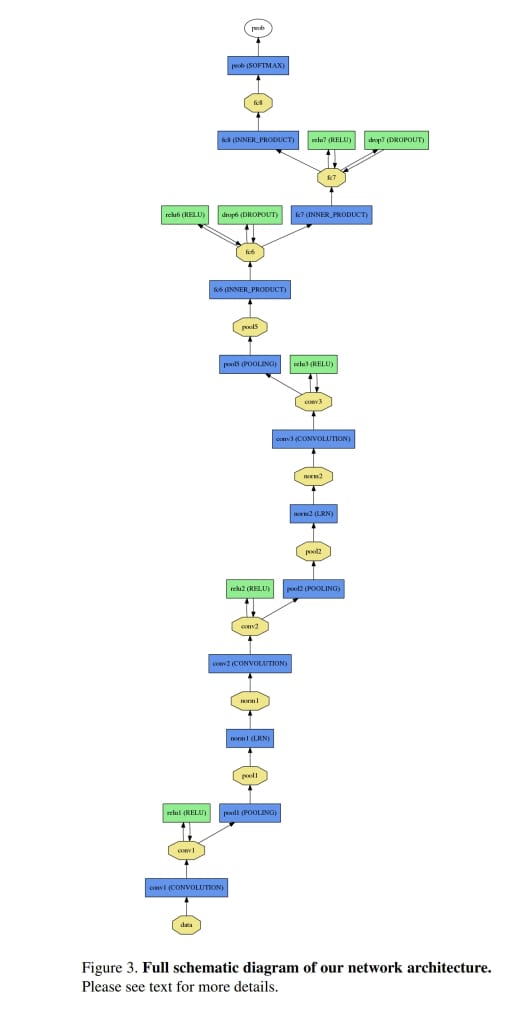 prob
prob (SOFTMAX)
fc8
fc8 (INNER_PRODUCT) relu7 (RELU) drop7 (DROPOUT)
fc7
relu6 (RELU) drop6 (DROPOUT) fc7 (INNER_PRODUCT)
fc6
fc6 (INNER_PRODUCT)
pool5
pool5 (POOLING) relu3 (RELU)
conv3
conv3 (CONVOLUTION)
norm2
norm2 (LRN)
pool2
relu2 (RELU) pool2 (POOLING)
conv2
conv2 (CONVOLUTION)
norm1
norm1 (LRN)
pool1
relu1 (RELU) pool1 (POOLING)
conv1
conv1 (CONVOLUTION)
data
Figure 3. Full schematic diagram of our network architecture.
Please see text for more details.